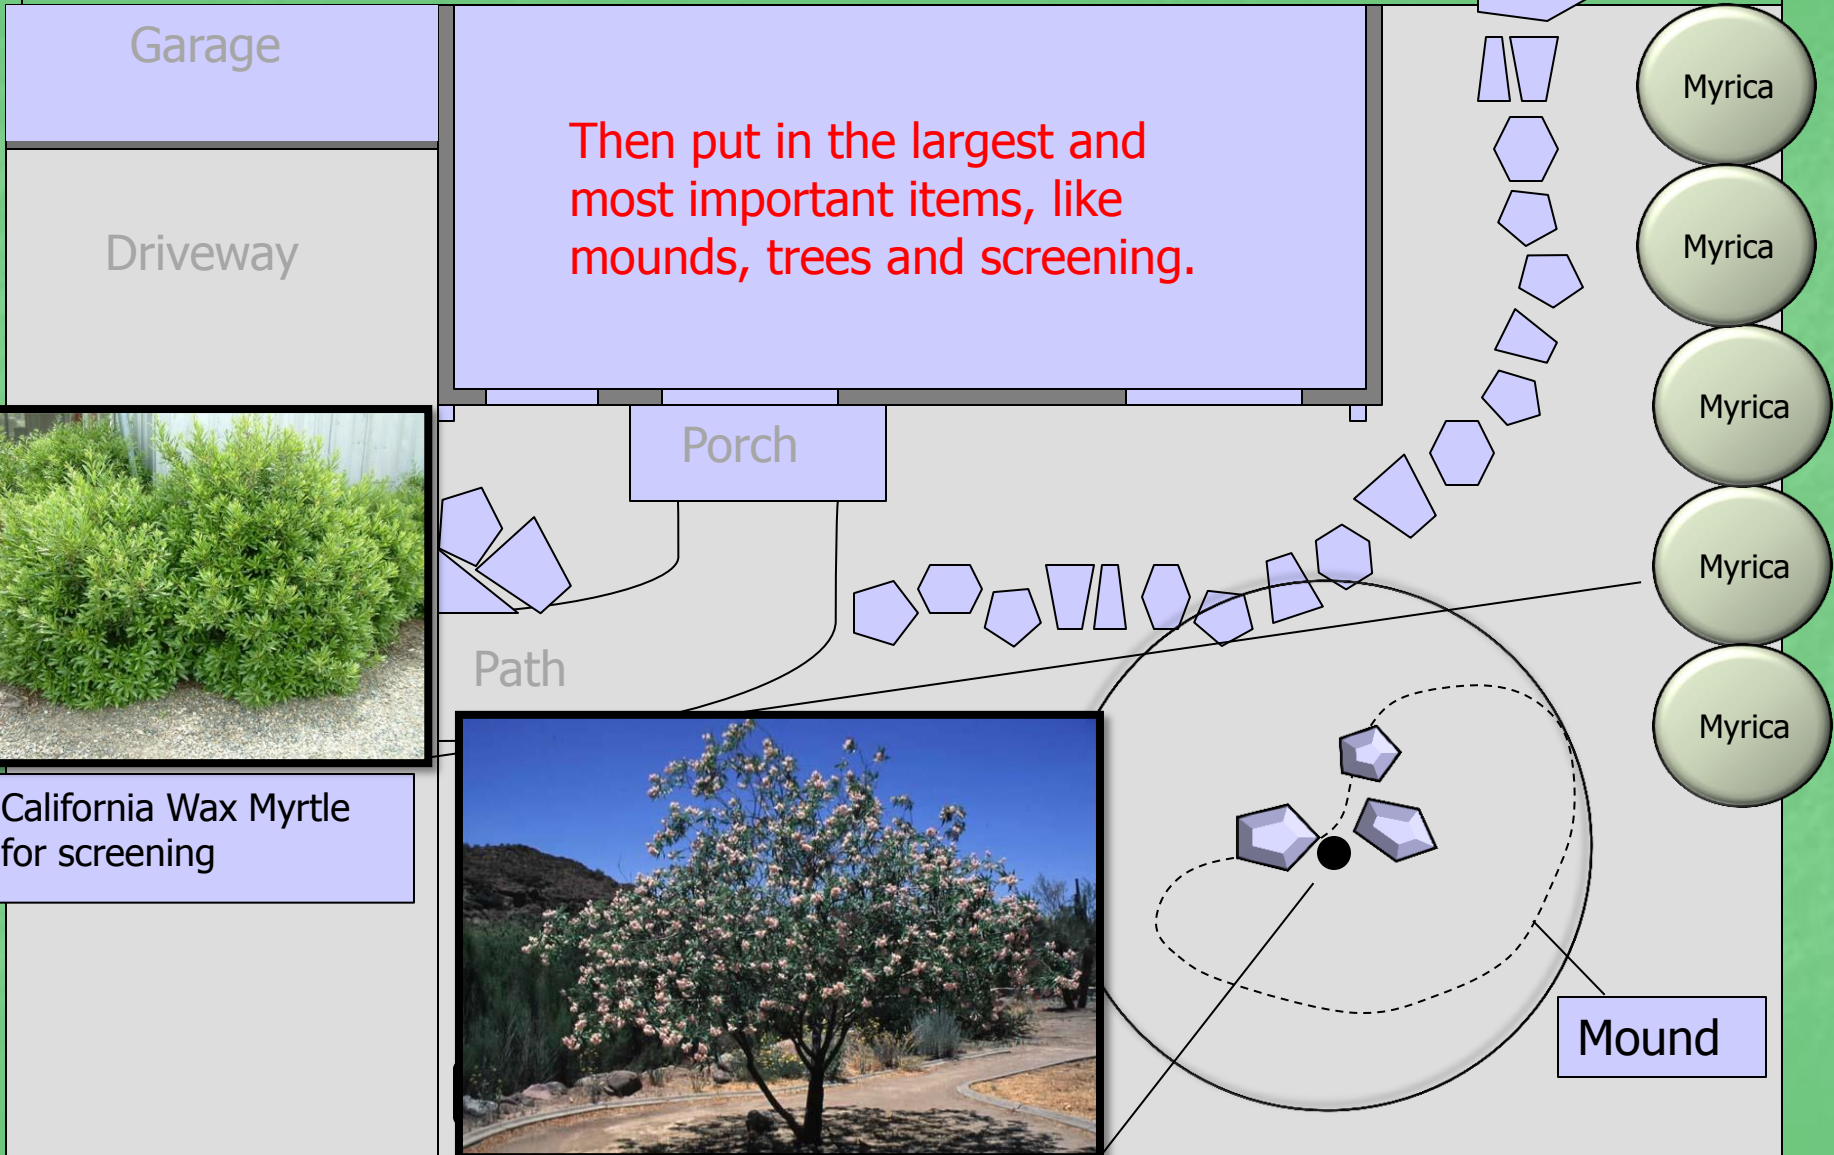 Garage
Myrica
Then put in the largest and
most important items, like
mounds, trees and screening.
Driveway
Myrica
Myrica
Porch
Myrica
Path
Myrica
California Wax Myrtle
for screening
Mound